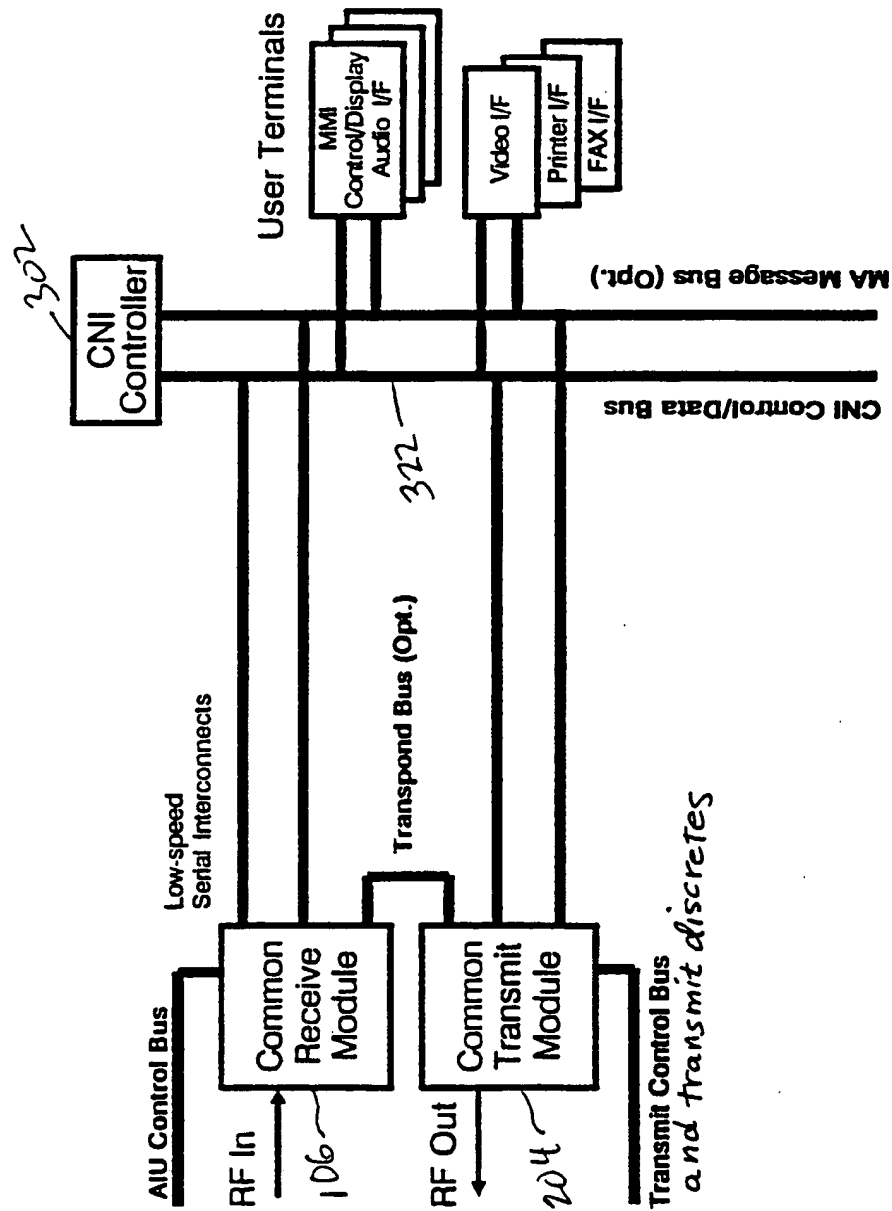 AIU Control Bus
RF In
106
Common
Receive
Module
Low-speed
Serial Interconnects
RF Out
204
Common
Transmit
Module
Transpond Bus (Opt.)
Transmit Control Bus
and transmit discretes
302
CNI
Controller
322
CNI Control/Data Bus
MA Message Bus (Opt.)
User Terminals
MMI
Control/Display
Audio I/F
Video I/F
Printer I/F
FAX I/F